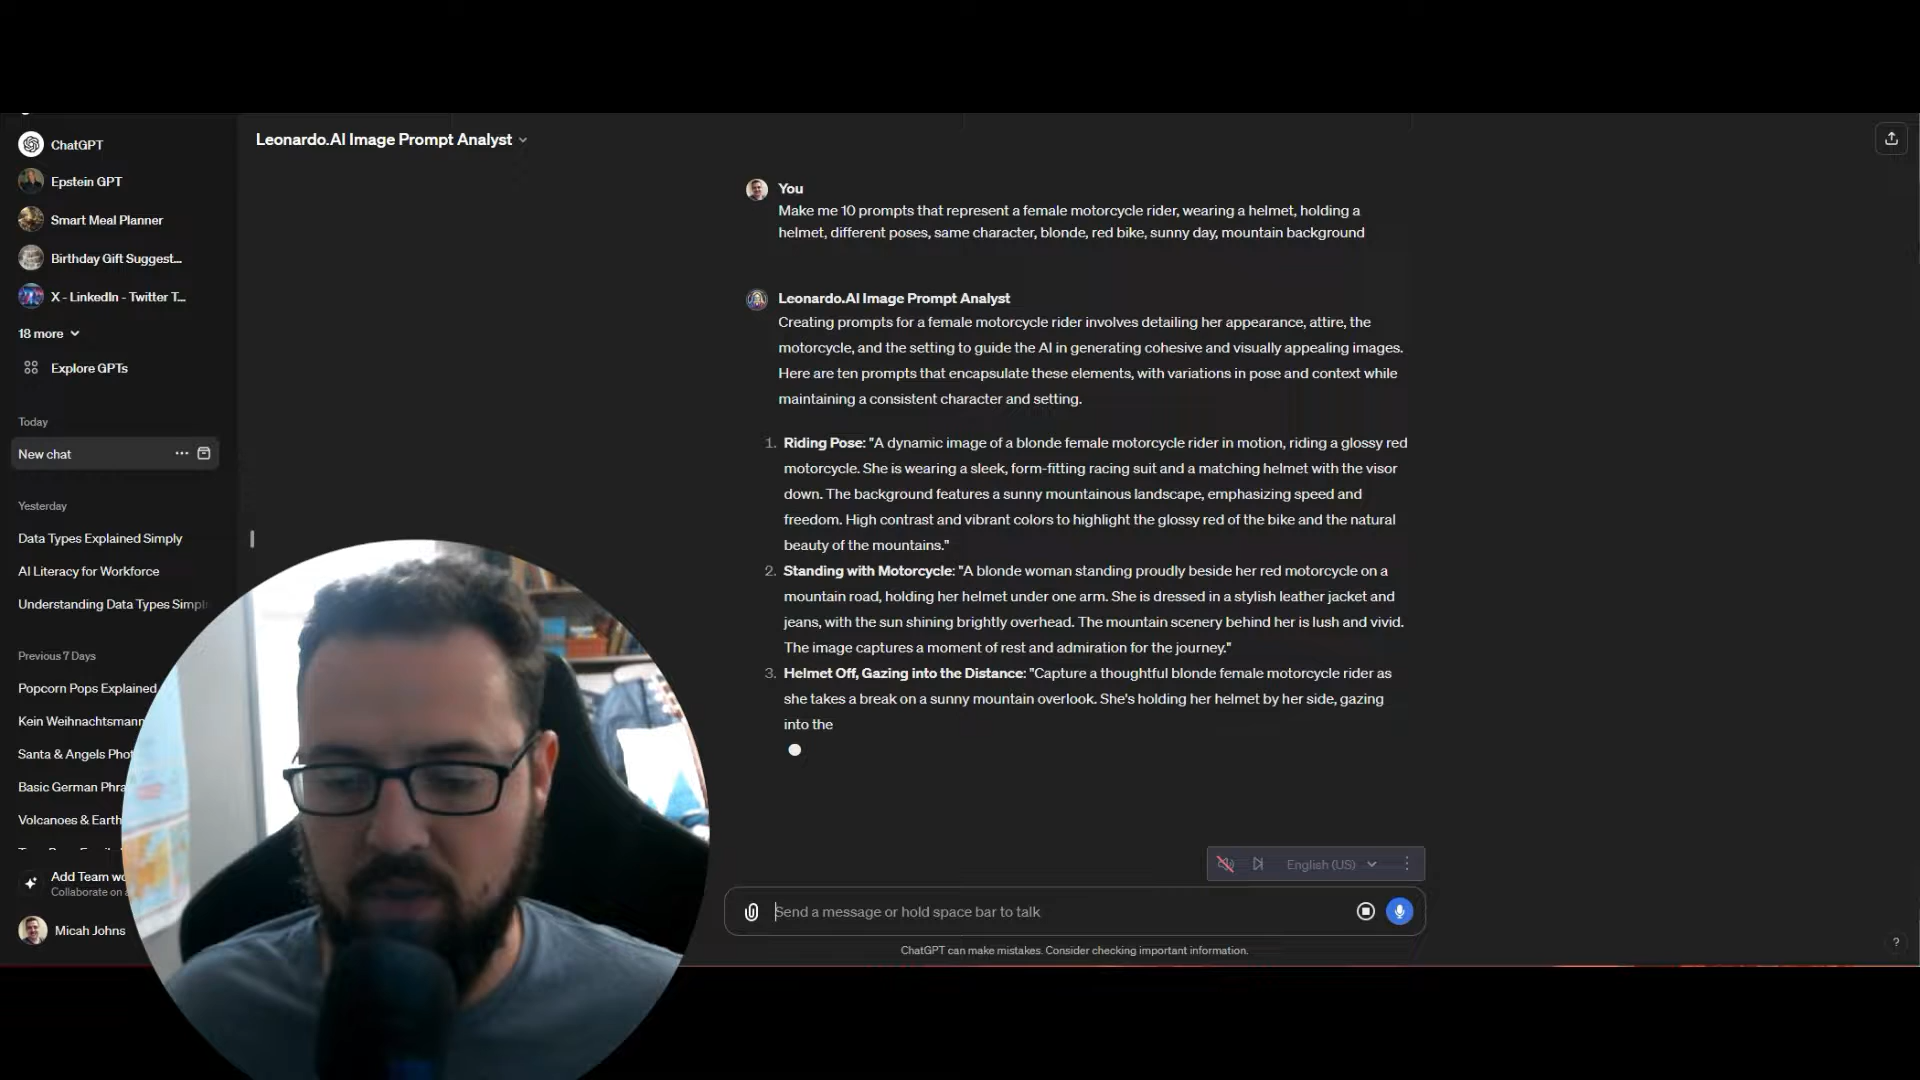 ChatGPT
Epstein GPT
Smart Meal Planner
Birthday Gift Suggest...
X - LinkedIn - Twitter T...
18 more
Explore GPTs
Today
New chat
Yesterday
Data Types Explained Simply
AI Literacy for Workforce
Understanding Data Types Simpl
Previous 7 Days
Popcorn Pops Explained
Kein Weihnachtsmann
Santa & Angels Phot
Basic German Phra
Volcanoes & Earth
Add Team wo
Collaborate on a
Micah Johns
Leonardo.AI Image Prompt Analyst
You
Make me 10 prompts that represent a female motorcycle rider, wearing a helmet, holding a
helmet, different poses, same character, blonde, red bike, sunny day, mountain background
Leonardo.AI Image Prompt Analyst
Creating prompts for a female motorcycle rider involves detailing her appearance, attire, the
motorcycle, and the setting to guide the AI in generating cohesive and visually appealing images.
Here are ten prompts that encapsulate these elements, with variations in pose and context while
maintaining a consistent character and setting.
1. Riding Pose: "A dynamic image of a blonde female motorcycle rider in motion, riding a glossy red
motorcycle. She is wearing a sleek, form-fitting racing suit and a matching helmet with the visor
down. The background features a sunny mountainous landscape, emphasizing speed and
freedom. High contrast and vibrant colors to highlight the glossy red of the bike and the natural
beauty of the mountains."
2. Standing with Motorcycle: "A blonde woman standing proudly beside her red motorcycle on a
mountain road, holding her helmet under one arm. She is dressed in a stylish leather jacket and
jeans, with the sun shining brightly overhead. The mountain scenery behind her is lush and vivid.
The image captures a moment of rest and admiration for the journey."
3. Helmet Off, Gazing into the Distance: "Capture a thoughtful blonde female motorcycle rider as
she takes a break on a sunny mountain overlook. She's holding her helmet by her side, gazing
into the
English (US)
Send a message or hold space bar to talk
ChatGPT can make mistakes. Consider checking important information.
?